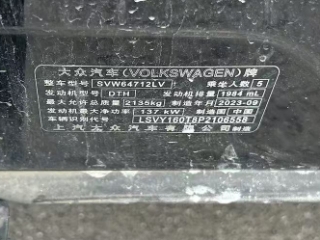 大众汽车(VOLKSWAGEN)牌
整车型号 SVW64712LV 乘坐人数 5
发动机型号 DTH 发动机排量 1984 mL
最大允许总质量 2135kg 制造年月 2023-09
发动机最大净功率 137 kW 制造国 中国
车辆识别代号 LSVY160T8P2106558
上汽大众汽车有限公司 制造